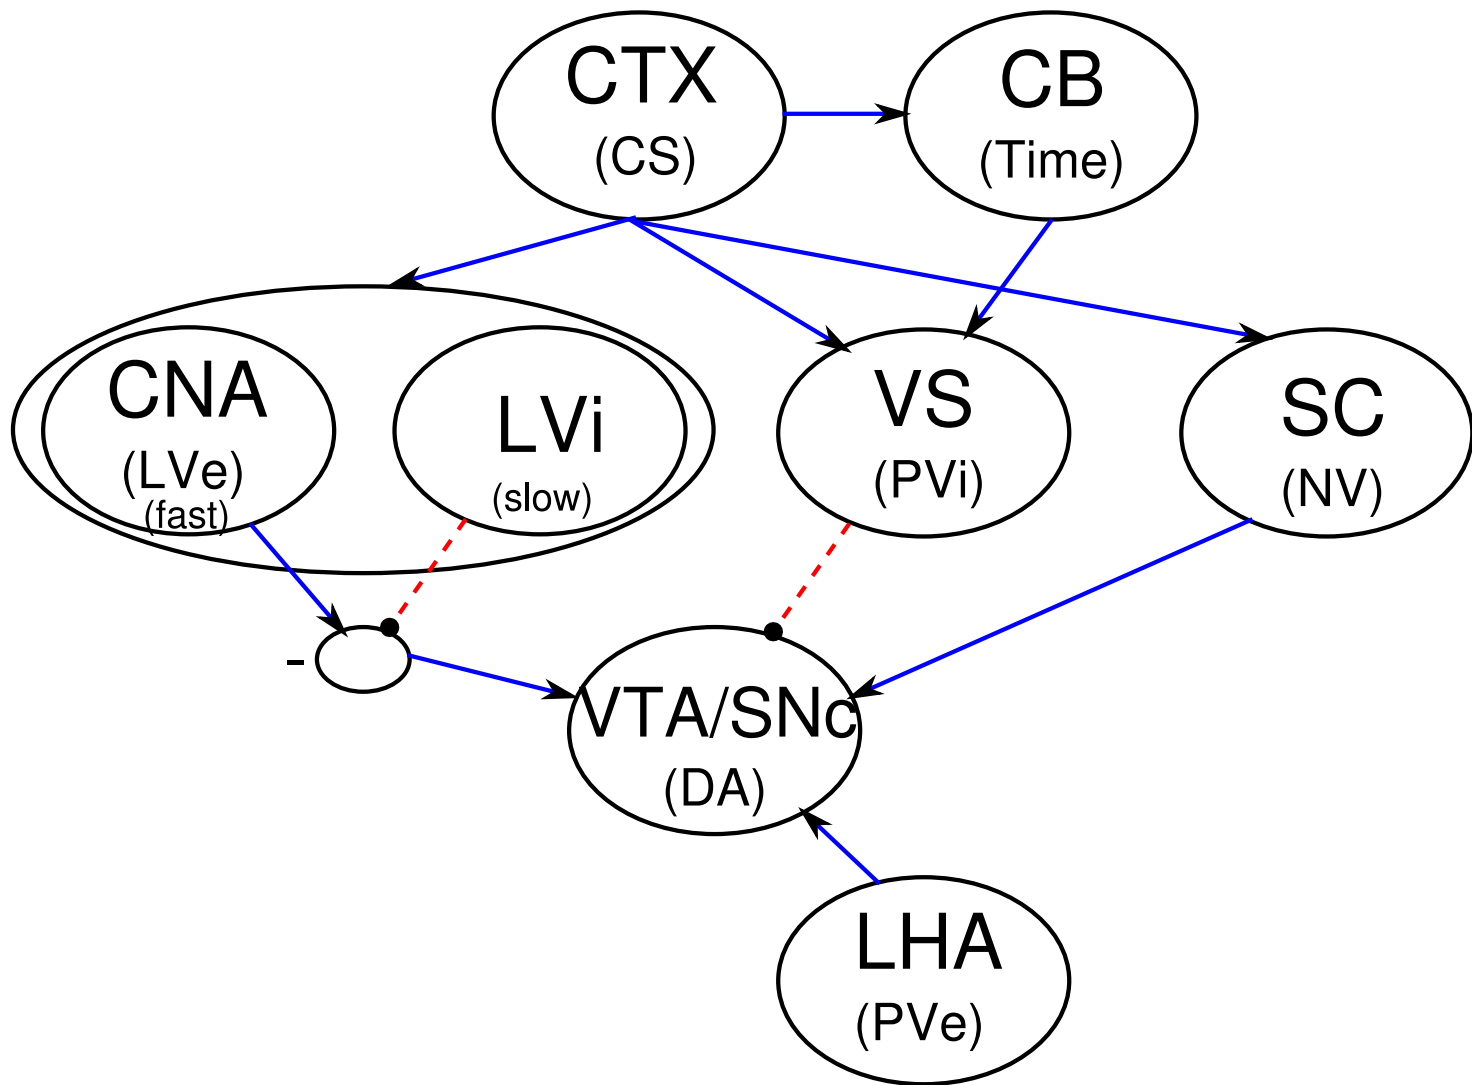 CTX
(CS)
CB
(Time)
CNA
(LVe)
(fast)
LVi
(slow)
VS
(PVi)
SC
(NV)
-
VTA/SNc
(DA)
LHA
(PVe)